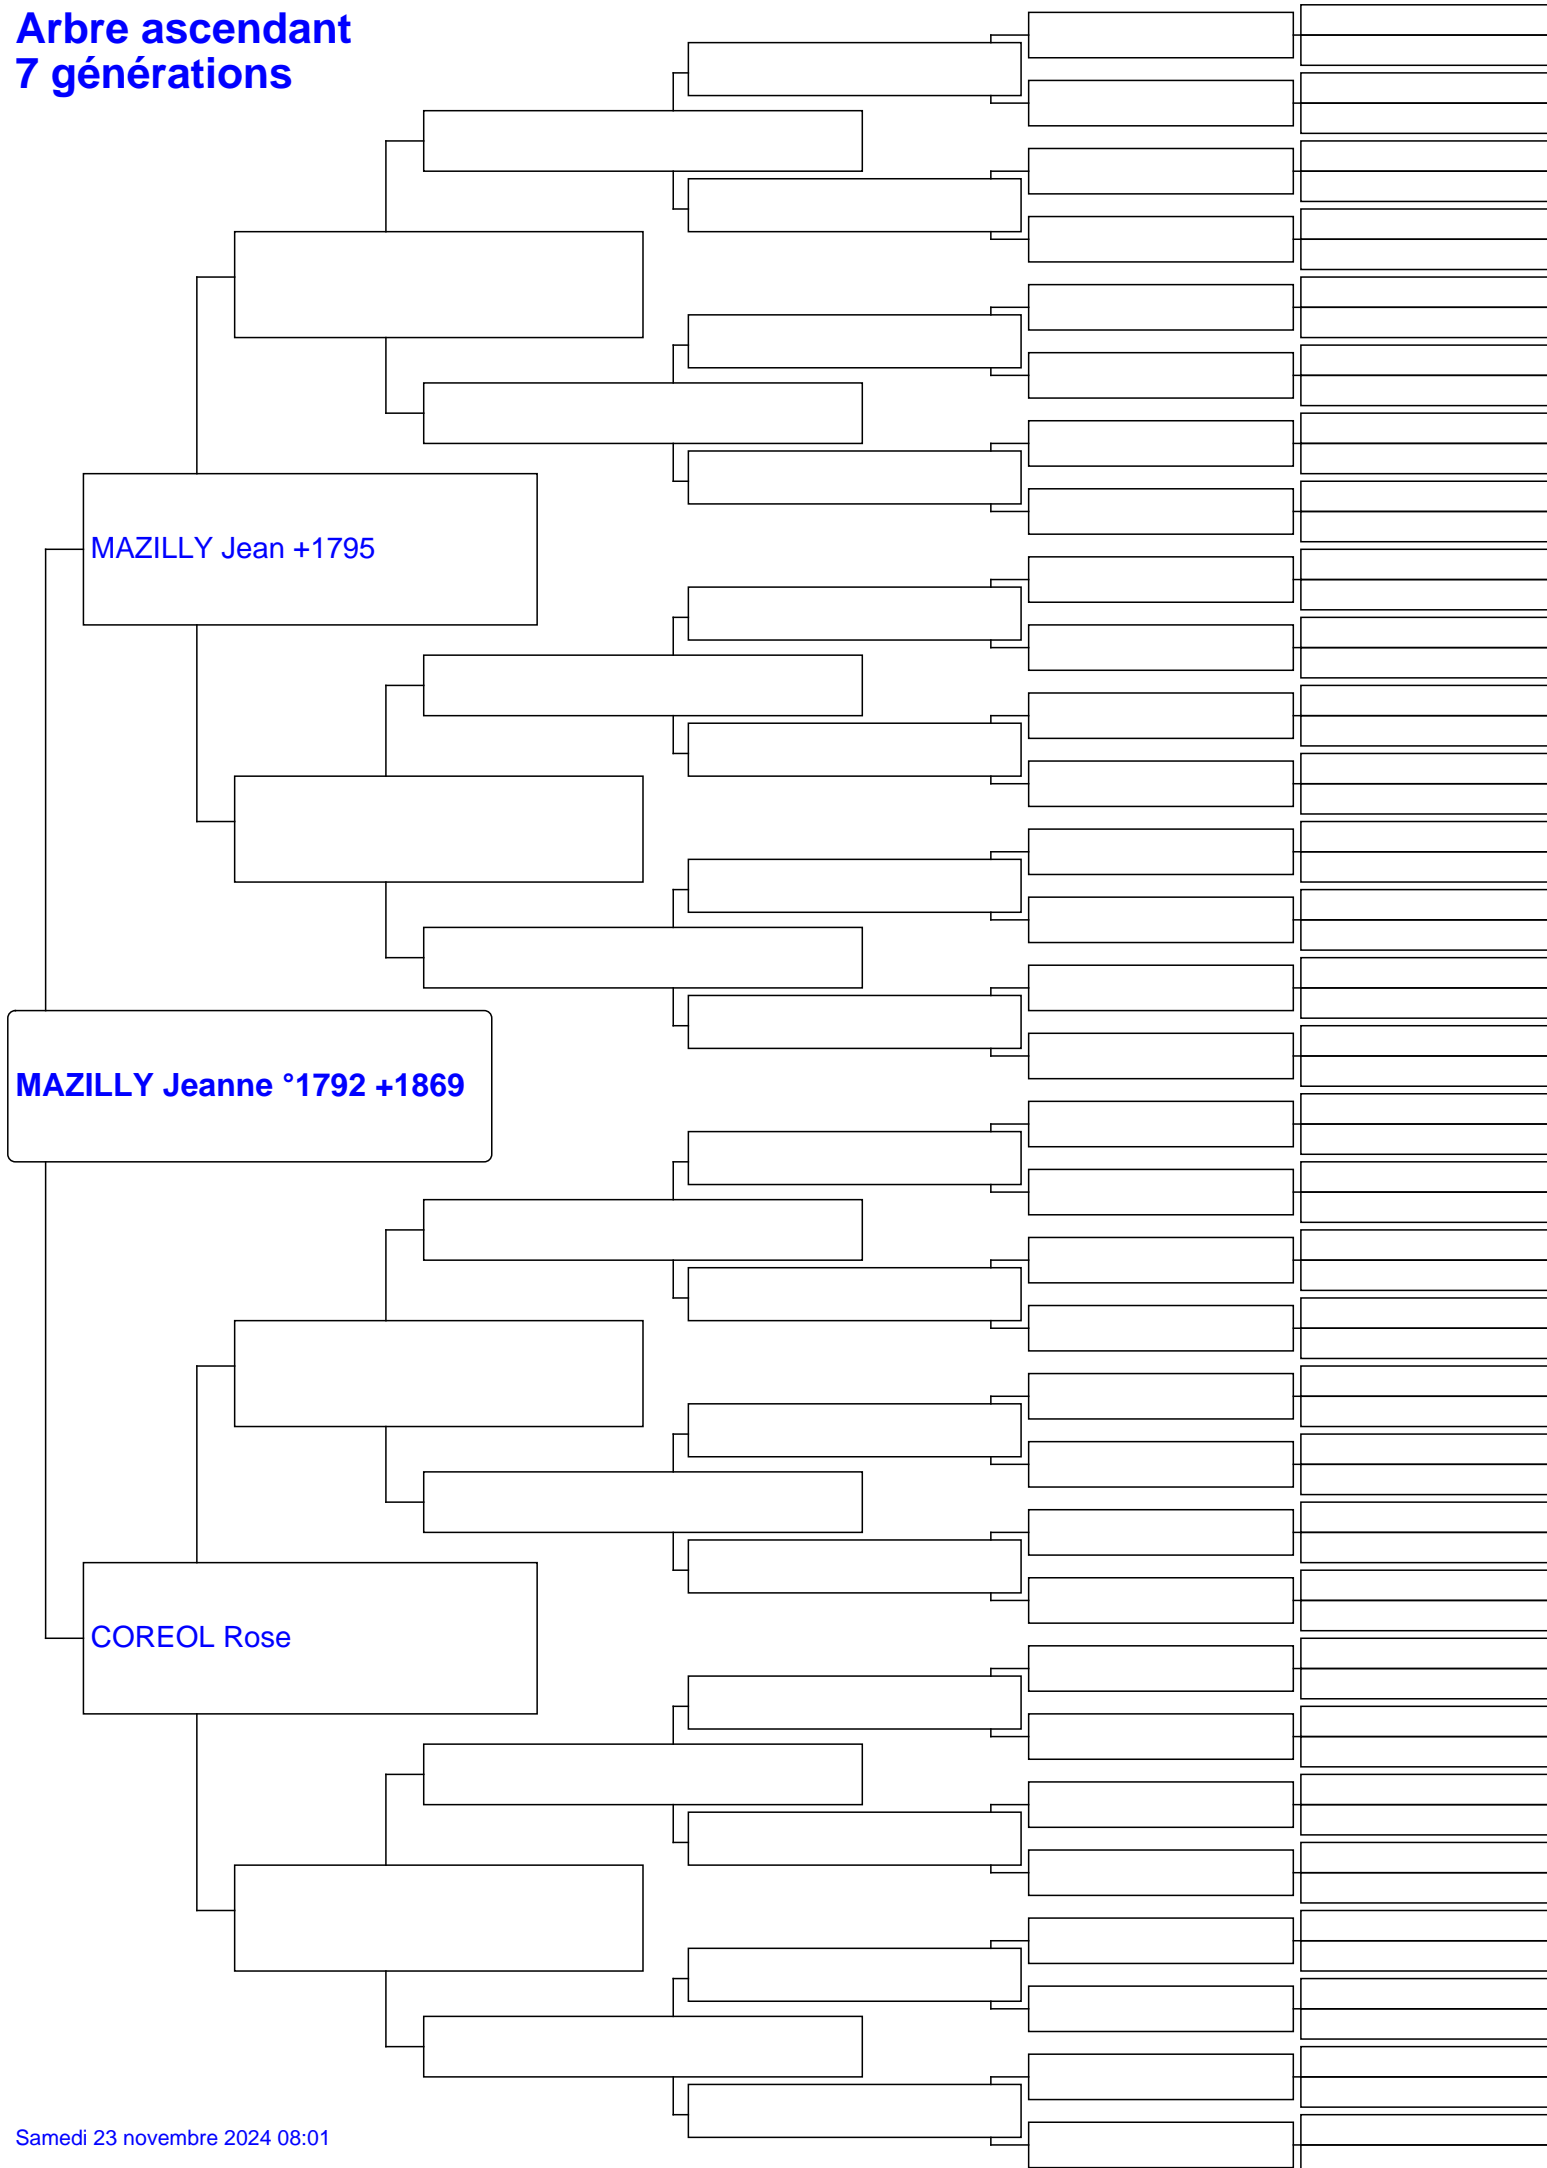 Arbre ascendant
7 générations
MAZILLY Jean +1795
MAZILLY Jeanne °1792 +1869
COREOL Rose
Samedi 23 novembre 2024 08:01